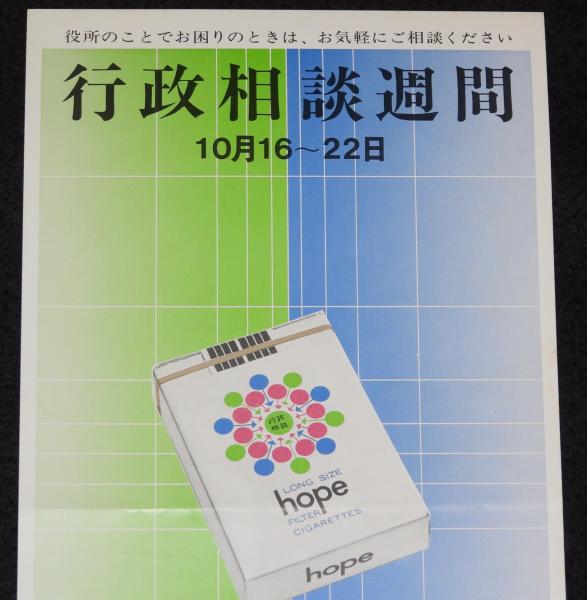 役所のことでお困りのときは、お気軽にご相談ください
行政相談週間
10月16～22日
行政
相談
LONG SIZE
hope
FILTER
CIGARETTES
hope